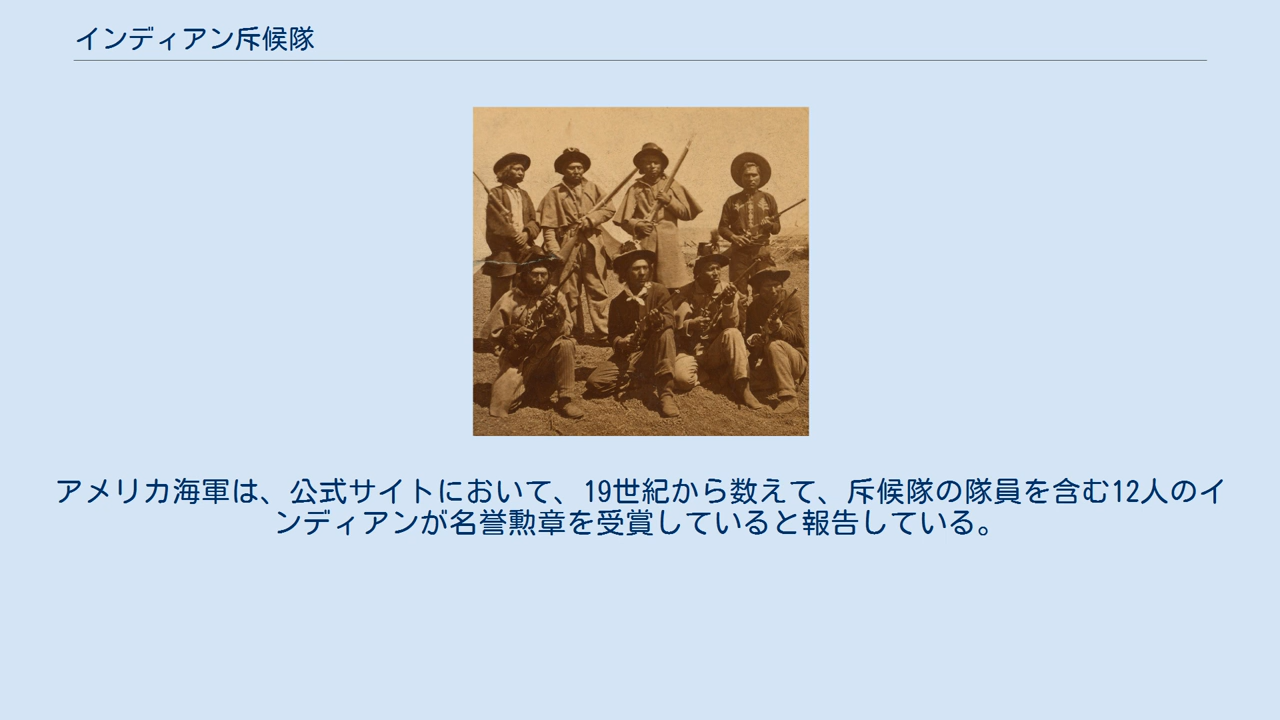 インディアン斥候隊
アメリカ海軍は、公式サイトにおいて、19世紀から数えて、斥候隊の隊員を含む12人のイ
ンディアンが名誉勲章を受賞していると報告している。